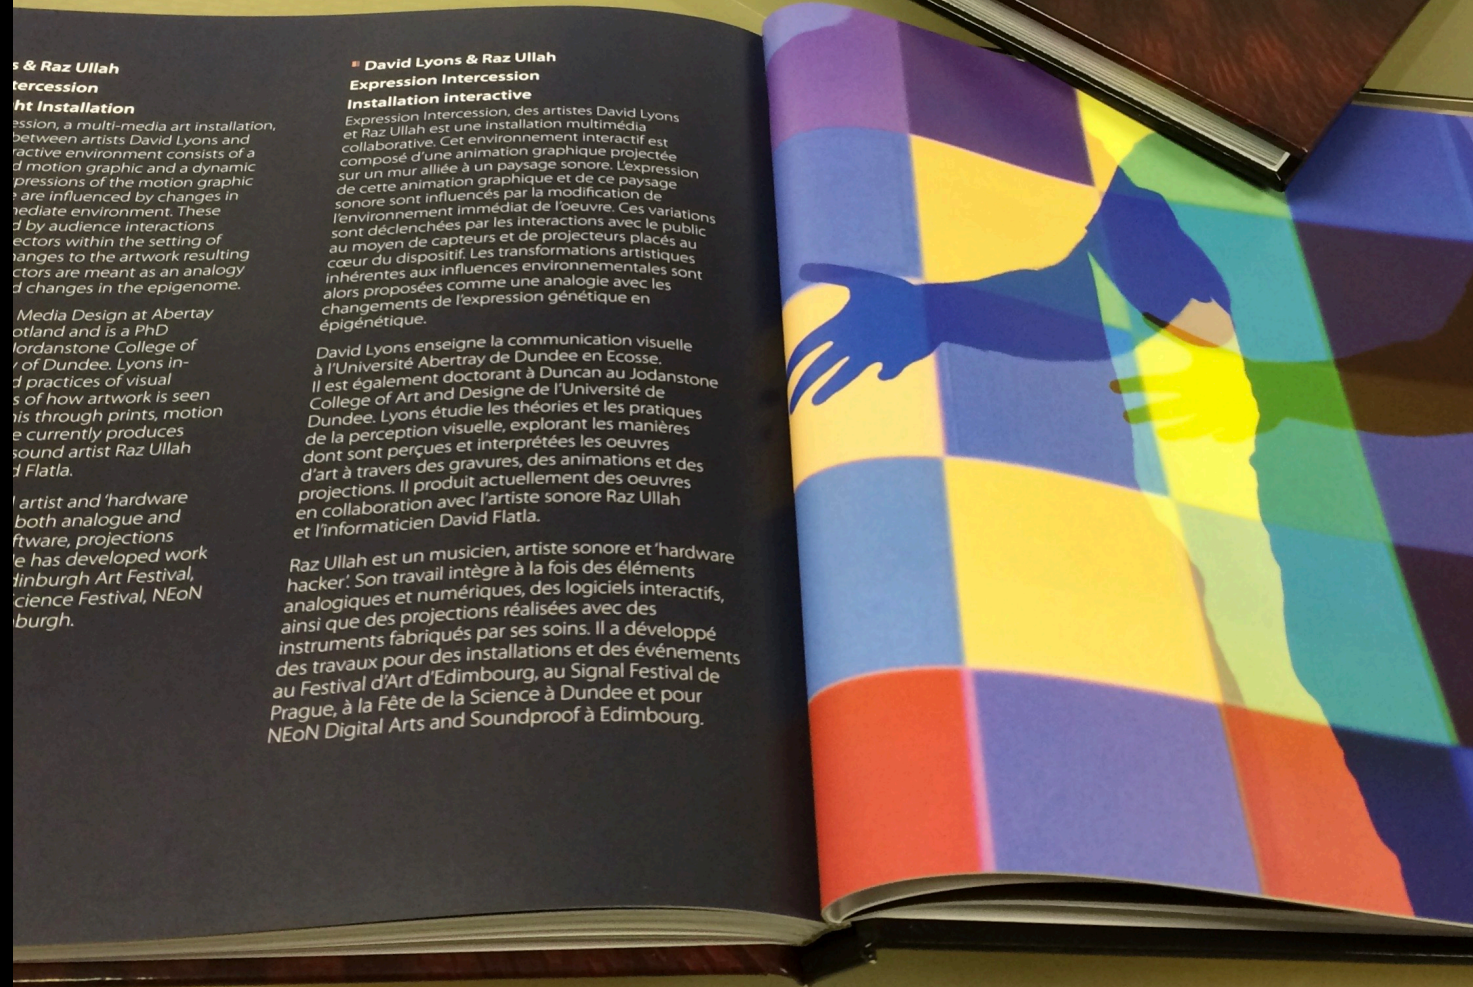 & Raz Ullah
tercession
ht Installation
ession, a multi-media art installation,
between artists David Lyons and
ractive environment consists of a
d motion graphic and a dynamic
pressions of the motion graphic
are influenced by changes in
mediate environment. These
d by audience interactions
ectors within the setting of
anges to the artwork resulting
ctors are meant as an analogy
d changes in the epigenome.
Media Design at Abertay
otland and is a PhD
Jordanstone College of
of Dundee. Lyons in-
d practices of visual
s of how artwork is seen
his through prints, motion
e currently produces
sound artist Raz Ullah
d Flatla.
artist and 'hardware
both analogue and
ftware, projections
le has developed work
dinburgh Art Festival,
cience Festival, NEoN
burgh.
David Lyons & Raz Ullah
Expression Intercession
Installation interactive
Expression Intercession, des artistes David Lyons
et Raz Ullah est une installation multimédia
collaborative. Cet environnement interactif est
composé d'une animation graphique projectée
sur un mur alliée à un paysage sonore. L'expression
de cette animation graphique et de ce paysage
sonore sont influencés par la modification de
l'environnement immédiat de l'oeuvre. Ces variations
sont déclenchées par les interactions avec le public
au moyen de capteurs et de projecteurs placés au
cœur du dispositif. Les transformations artistiques
inhérentes aux influences environnementales sont
alors proposées comme une analogie avec les
changements de l'expression génétique en
épigénétique.
David Lyons enseigne la communication visuelle
à l'Université Abertray de Dundee en Ecosse.
Il est également doctorant à Duncan au Jodanstone
College of Art and Designe de l'Université de
Dundee. Lyons étudie les théories et les pratiques
de la perception visuelle, explorant les manières
dont sont perçues et interprétées les oeuvres
d'art à travers des gravures, des animations et des
projections. Il produit actuellement des oeuvres
en collaboration avec l'artiste sonore Raz Ullah
et l'informaticien David Flatla.
Raz Ullah est un musicien, artiste sonore et 'hardware
hacker'. Son travail intègre à la fois des éléments
analogiques et numériques, des logiciels interactifs,
ainsi que des projections réalisées avec des
instruments fabriqués par ses soins. Il a développé
des travaux pour des installations et des événements
au Festival d'Art d'Edimbourg, au Signal Festival de
Prague, à la Fête de la Science à Dundee et pour
NEoN Digital Arts and Soundproof à Edimbourg.